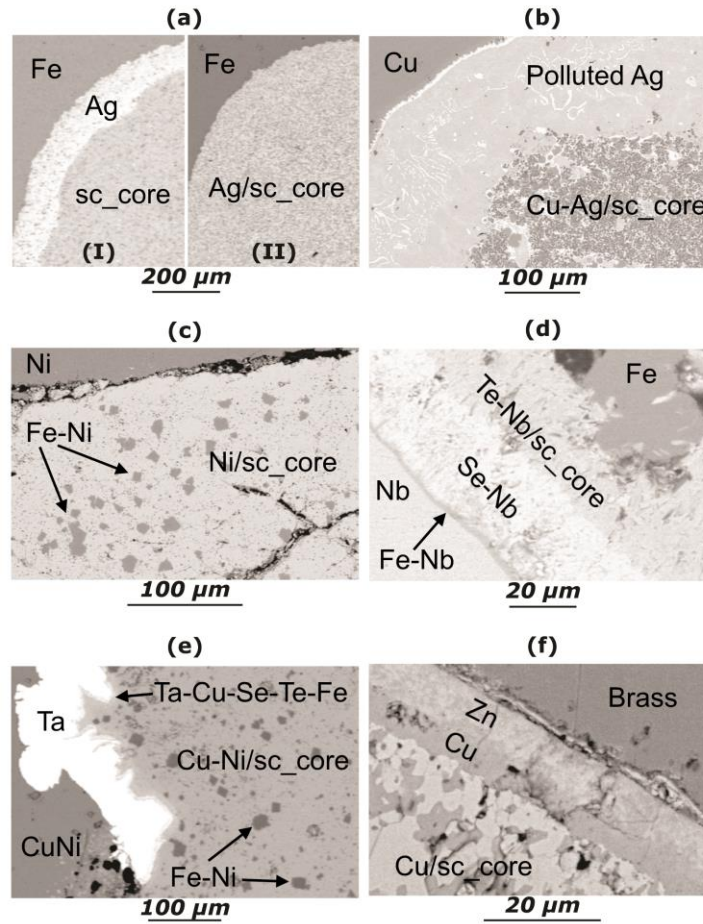 (a)
(b)
Fe
Ag
sc_core
(I)
Fe
Ag/sc_core
(II)
200 µm
Cu
Polluted Ag
Cu-Ag/sc_core
100 µm
(c)
(d)
Ni
Fe-Ni
Ni/sc_core
100 µm
Fe
Te-Nb/sc_core
Se-Nb
Nb
Fe-Nb
20 µm
(e)
(f)
Ta-Cu-Se-Te-Fe
Ta
Cu-Ni/sc_core
CuNi
Fe-Ni
100 µm
Brass
Zn
Cu
Cu/sc_core
20 µm